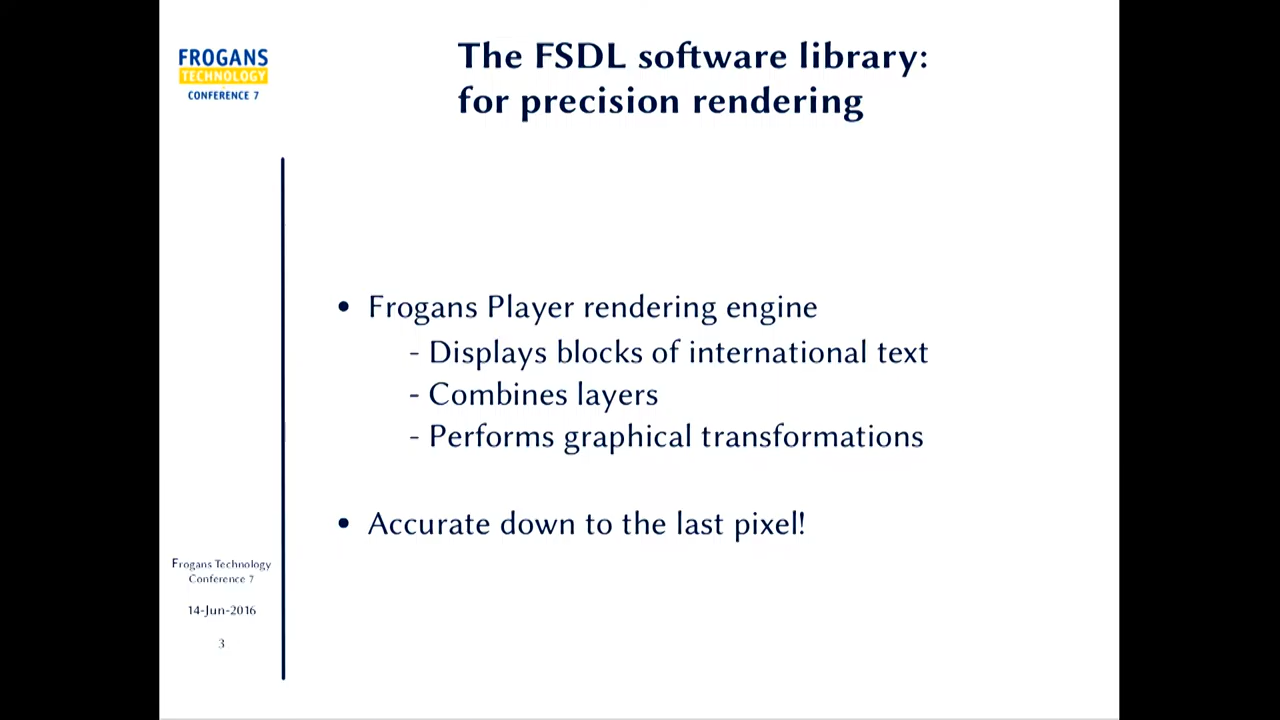 FROGANS
TECHNOLOGY
CONFERENCE 7
The FSDL software library:
for precision rendering
• Frogans Player rendering engine
- Displays blocks of international text
- Combines layers
- Performs graphical transformations
• Accurate down to the last pixel!
Frogans Technology
Conference 7
14-Jun-2016
3